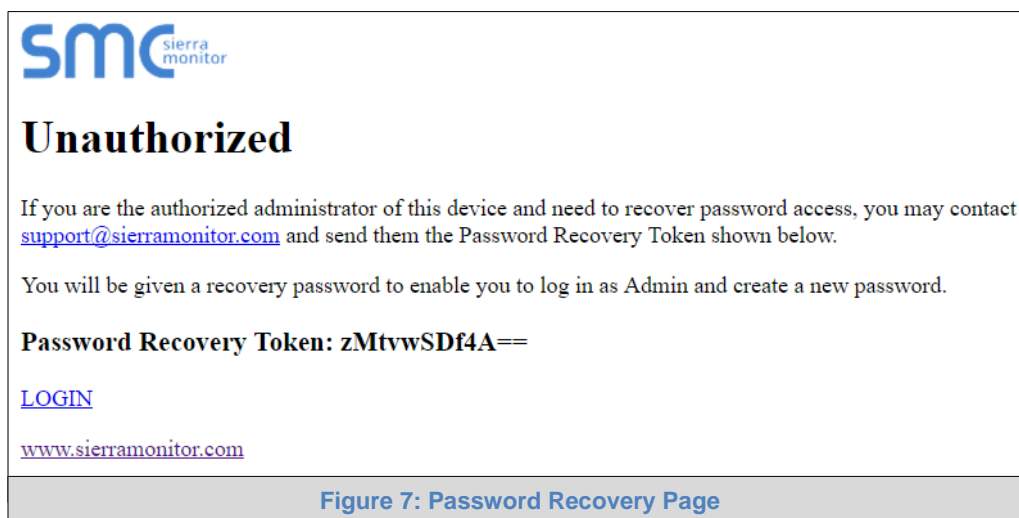 SMC sierra
monitor
Unauthorized
If you are the authorized administrator of this device and need to recover password access, you may contact
support@sierramonitor.com and send them the Password Recovery Token shown below.
You will be given a recovery password to enable you to log in as Admin and create a new password.
Password Recovery Token: zMtvwSDf4A==
LOGIN
www.sierramonitor.com
Figure 7: Password Recovery Page